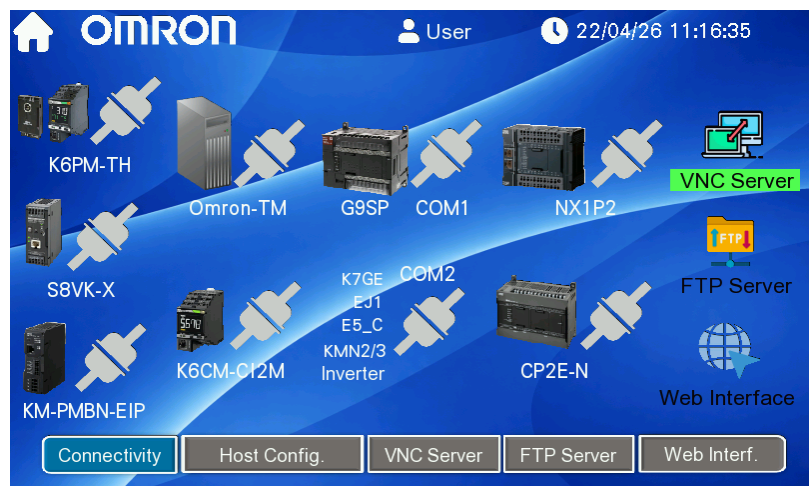 OMRON
User
22/04/26 11:16:35
K6PM-TH
Omron-TM
G9SP
COM1
NX1P2
VNC Server
S8VK-X
K7GE
EJ1
E5_C
KMN2/3
Inverter
COM2
FTP
FTP Server
K6CM-CI2M
CP2E-N
KM-PMBN-EIP
Web Interface
Connectivity
Host Config.
VNC Server
FTP Server
Web Interf.